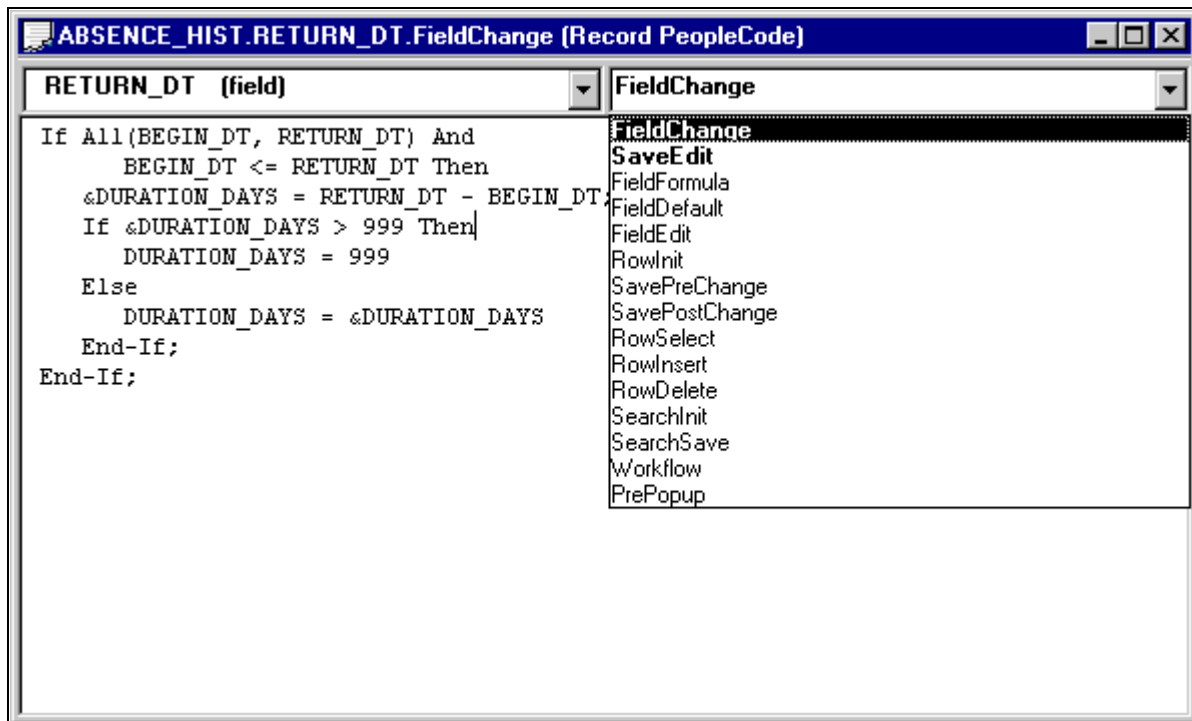 ABSENCE_HIST.RETURN_DT.FieldChange (Record PeopleCode)
RETURN_DT (field)
FieldChange
If All(BEGIN_DT, RETURN_DT) And
BEGIN_DT <= RETURN_DT Then
&DURATION_DAYS = RETURN_DT - BEGIN_DT;
If &DURATION_DAYS > 999 Then
DURATION_DAYS = 999
Else
DURATION_DAYS = &DURATION_DAYS
End-If;
End-If;
FieldChange
SaveEdit
FieldFormula
FieldDefault
FieldEdit
RowInit
SavePreChange
SavePostChange
RowSelect
RowInsert
RowDelete
SearchInit
SearchSave
Workflow
PrePopup